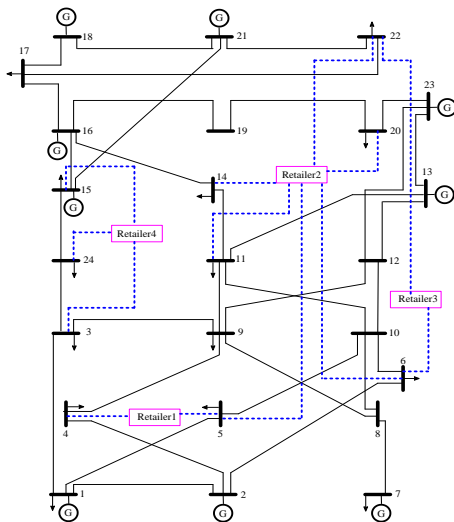 G G
18 21 22
17
23
G
16 19 20
G
14 13
Retailer2
15 G
G
Retailer4
24 11 12
Retailer3
3 9 10
6
Retailer1
4 5 8
1 2 7
G G G